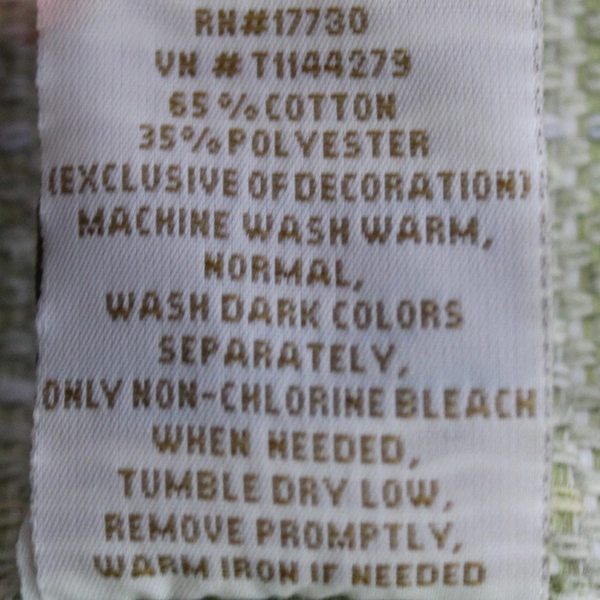 RN#17730
VN #T1144279
65%COTTON
35%POLYESTER
(EXCLUSIVE OF DECORATION)
MACHINE WASH WARM,
NORMAL,
WASH DARK COLORS
SEPARATELY,
ONLY NON-CHLORINE BLEACH
WHEN NEEDED,
TUMBLE DRY LOW,
REMOVE PROMPTLY,
WARM IRON IF NEEDED